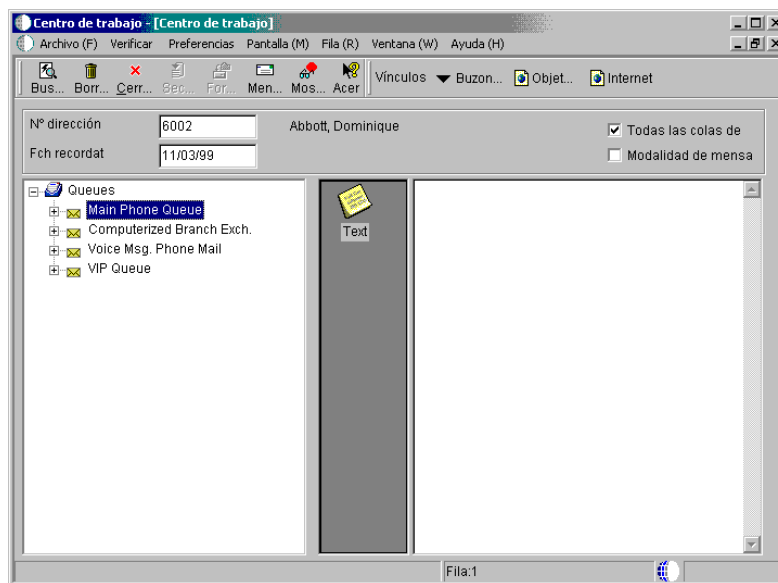 Centro de trabajo - [Centro de trabajo]
Archivo (F) Verificar Preferencias Pantalla (M) Fila (R) Ventana (W) Ayuda (H)
Bus... Borr... Cerr... Sec... For... Men... Mos... Acer Vínculos Buzon... Objet... Internet
Nº dirección 6002 Abbott, Dominique Todas las colas de
Fch recordat 11/03/99 Modalidad de mensa
Queues
Main Phone Queue
Computerized Branch Exch.
Voice Msg. Phone Mail
VIP Queue
Text
Fila:1